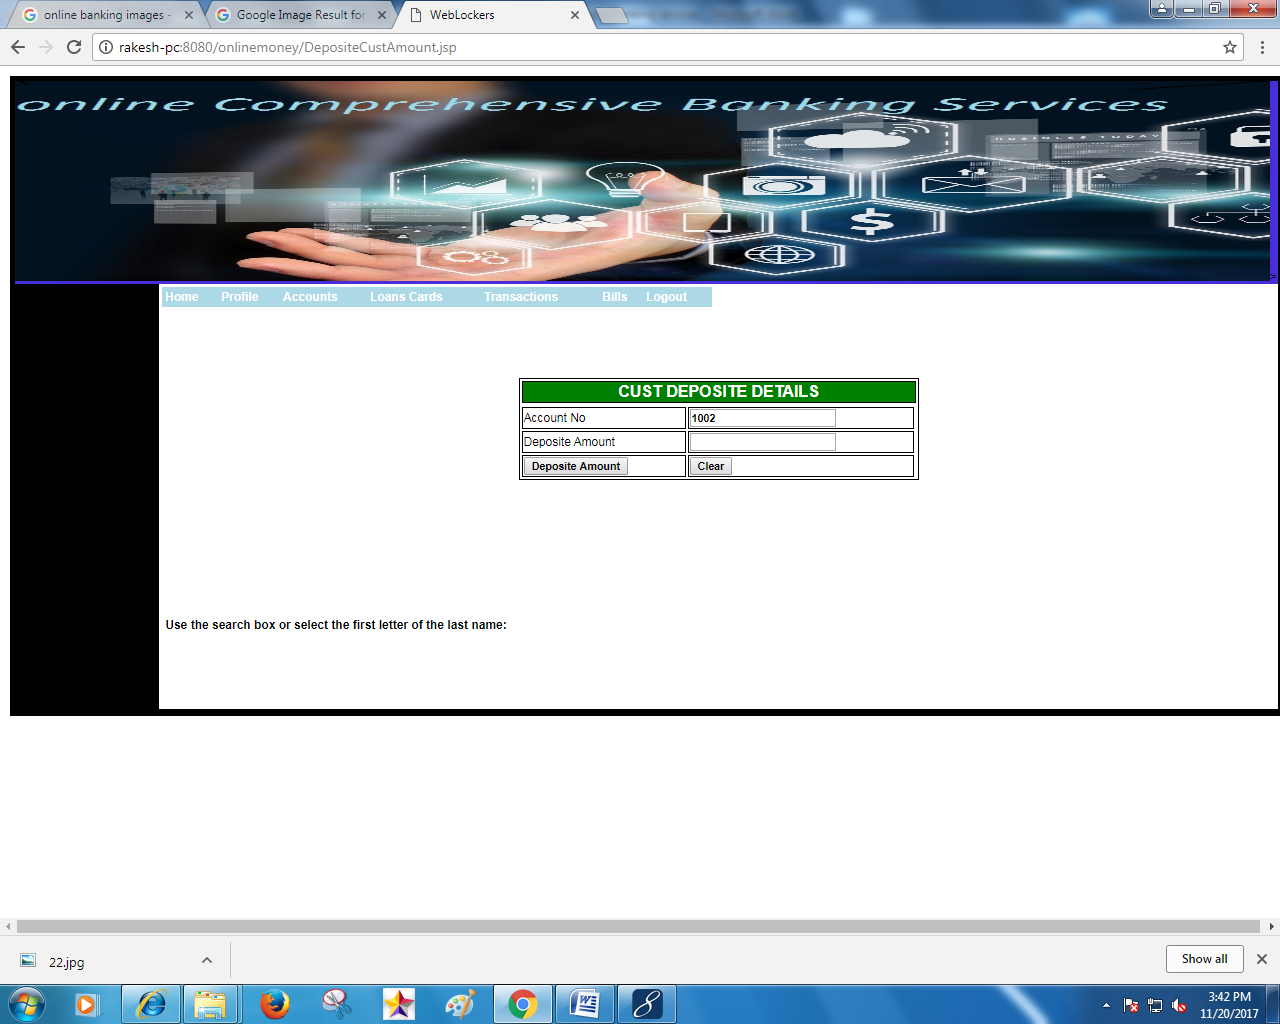 online banking images -
Google Image Result for
WebLockers
rakesh-pc:8080/onlinemoney/DepositeCustAmount.jsp
online Comprehensive Banking Services
Home Profile Accounts Loans Cards Transactions Bills Logout
CUST DEPOSITE DETAILS
Account No 1002
Deposite Amount
Deposite Amount Clear
Use the search box or select the first letter of the last name:
22.jpg
Show all
3:42 PM
11/20/2017